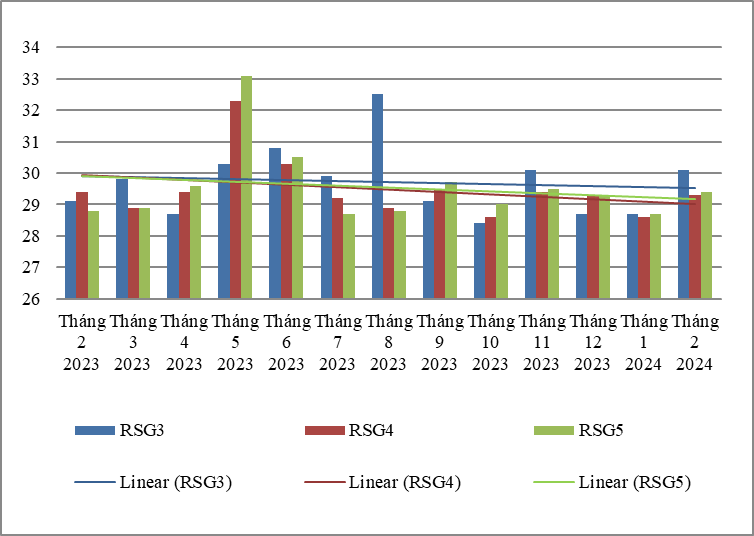 34
33
32
31
30
29
28
27
26
Tháng Tháng Tháng Tháng Tháng Tháng Tháng Tháng Tháng Tháng Tháng Tháng Tháng
2 3 4 5 6 7 8 9 10 11 12 1 2
2023 2023 2023 2023 2023 2023 2023 2023 2023 2023 2023 2024 2024
RSG3 RSG4 RSG5
Linear (RSG3) Linear (RSG4) Linear (RSG5)